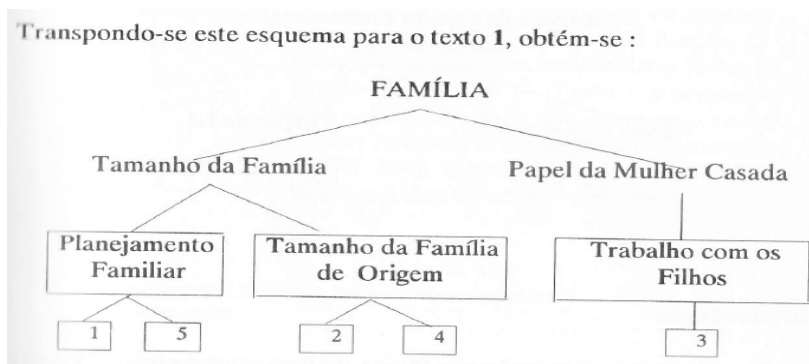 Transpondo-se este esquema para o texto 1, obtém-se :
FAMÍLIA
Tamanho da Família
Papel da Mulher Casada
Planejamento
Familiar
Tamanho da Família
de Origem
Trabalho com os
Filhos
1
5
2
4
3